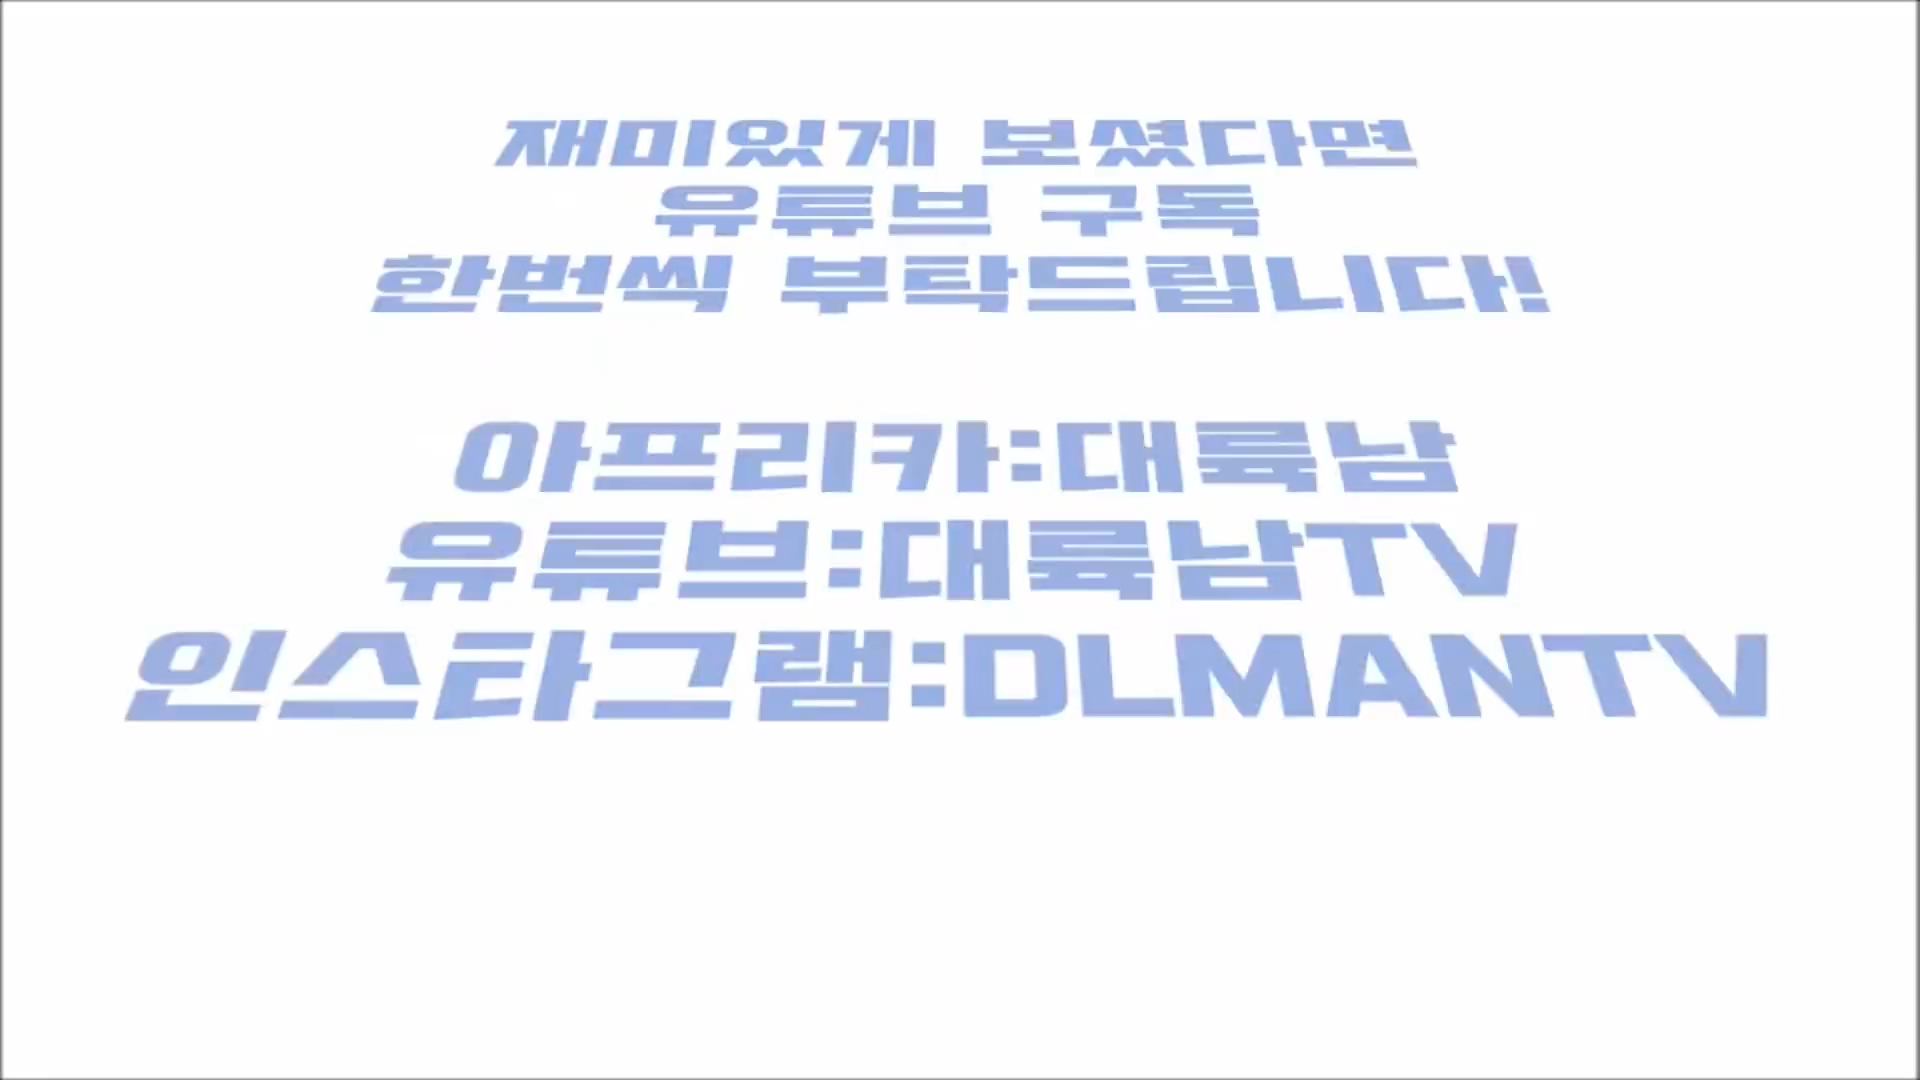 재미있게 보셨다면
유튜브 구독
한번씩 부탁드립니다!
아프리카:대륙남
유튜브:대륙남TV
인스타그램:DLMANTV